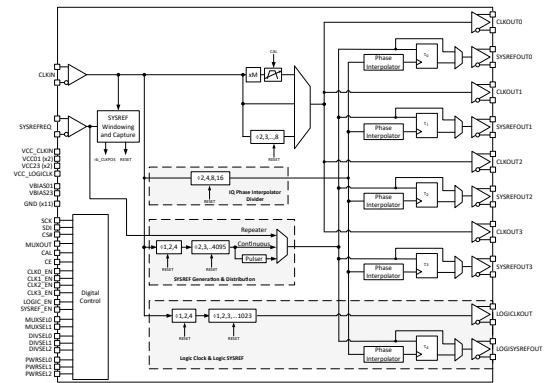 CLKIN
SYSREFREQ
SYSREF
Windowing
and Capture
rb_CLKPOS
RESET
VCC_CLKIN
VCC01 (x2)
VCC23 (x2)
VCC_LOGICLK
VBIAS01
VBIAS23
GND (x11)
SCK
SDI
CS#
MUXOUT
CAL
CE
CLK0_EN
CLK1_EN
CLK2_EN
CLK3_EN
LOGIC_EN
SYSREF_EN
MUXSEL0
MUXSEL1
DIVSEL0
DIVSEL1
DIVSEL2
PWRSEL0
PWRSEL1
PWRSEL2
Digital
Control
CAL
xM
÷2,3,..,8
RESET
÷2,4,8,16
RESET
IQ Phase Interpolator
Divider
Repeater
÷1,2,4
RESET
÷2,3,...4095
RESET
Continuous
Pulser
SYSREF Generation & Distribution
÷1,2,4
RESET
÷1,2,3,...1023
RESET
Logic Clock & Logic SYSREF
CLKOUT0
Phase
Interpolator
τ0
SYSREFOUT0
CLKOUT1
Phase
Interpolator
τ1
SYSREFOUT1
CLKOUT2
Phase
Interpolator
τ2
SYSREFOUT2
CLKOUT3
Phase
Interpolator
τ3
SYSREFOUT3
LOGICLKOUT
Phase
Interpolator
τ4
LOGISYSREFOUT